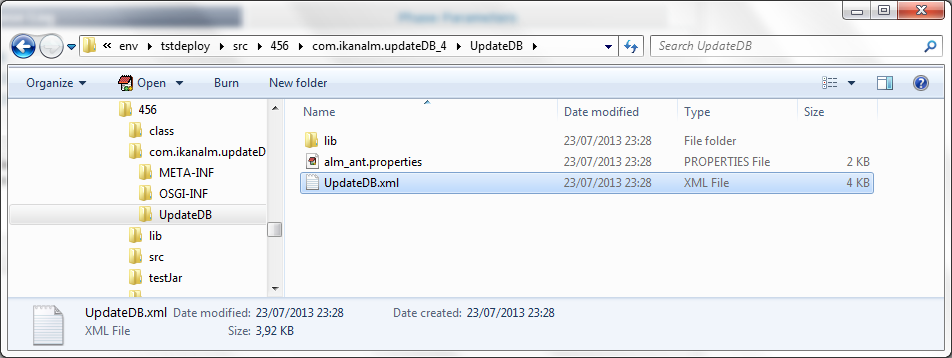 Phase Parameters
« env ▸ tstdeploy ▸ src ▸ 456 ▸ com.ikanalm.updateDB_4 ▸ UpdateDB ▸
Search UpdateDB
Organize Open Burn New folder
456
class
com.ikanalm.updateD
META-INF
OSGI-INF
UpdateDB
lib
src
testJar
Name Date modified Type Size
lib 23/07/2013 23:28 File folder
alm_ant.properties 23/07/2013 23:28 PROPERTIES File 2 KB
UpdateDB.xml 23/07/2013 23:28 XML File 4 KB
UpdateDB.xml Date modified: 23/07/2013 23:28 Date created: 23/07/2013 23:28
XML File Size: 3,92 KB